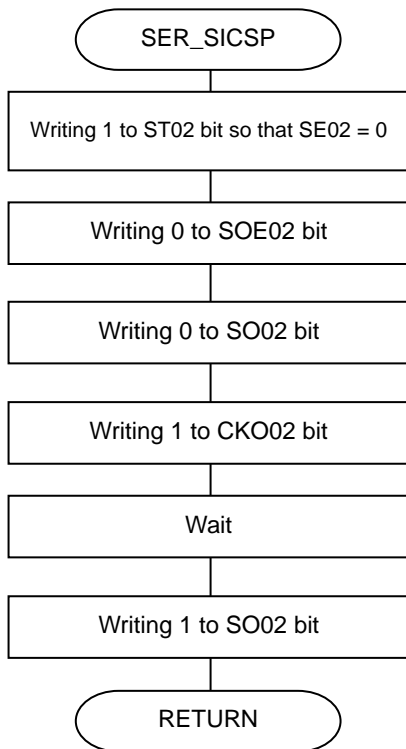 SER_SICSP
Writing 1 to ST02 bit so that SE02 = 0
Writing 0 to SOE02 bit
Writing 0 to SO02 bit
Writing 1 to CKO02 bit
Wait
Writing 1 to SO02 bit
RETURN